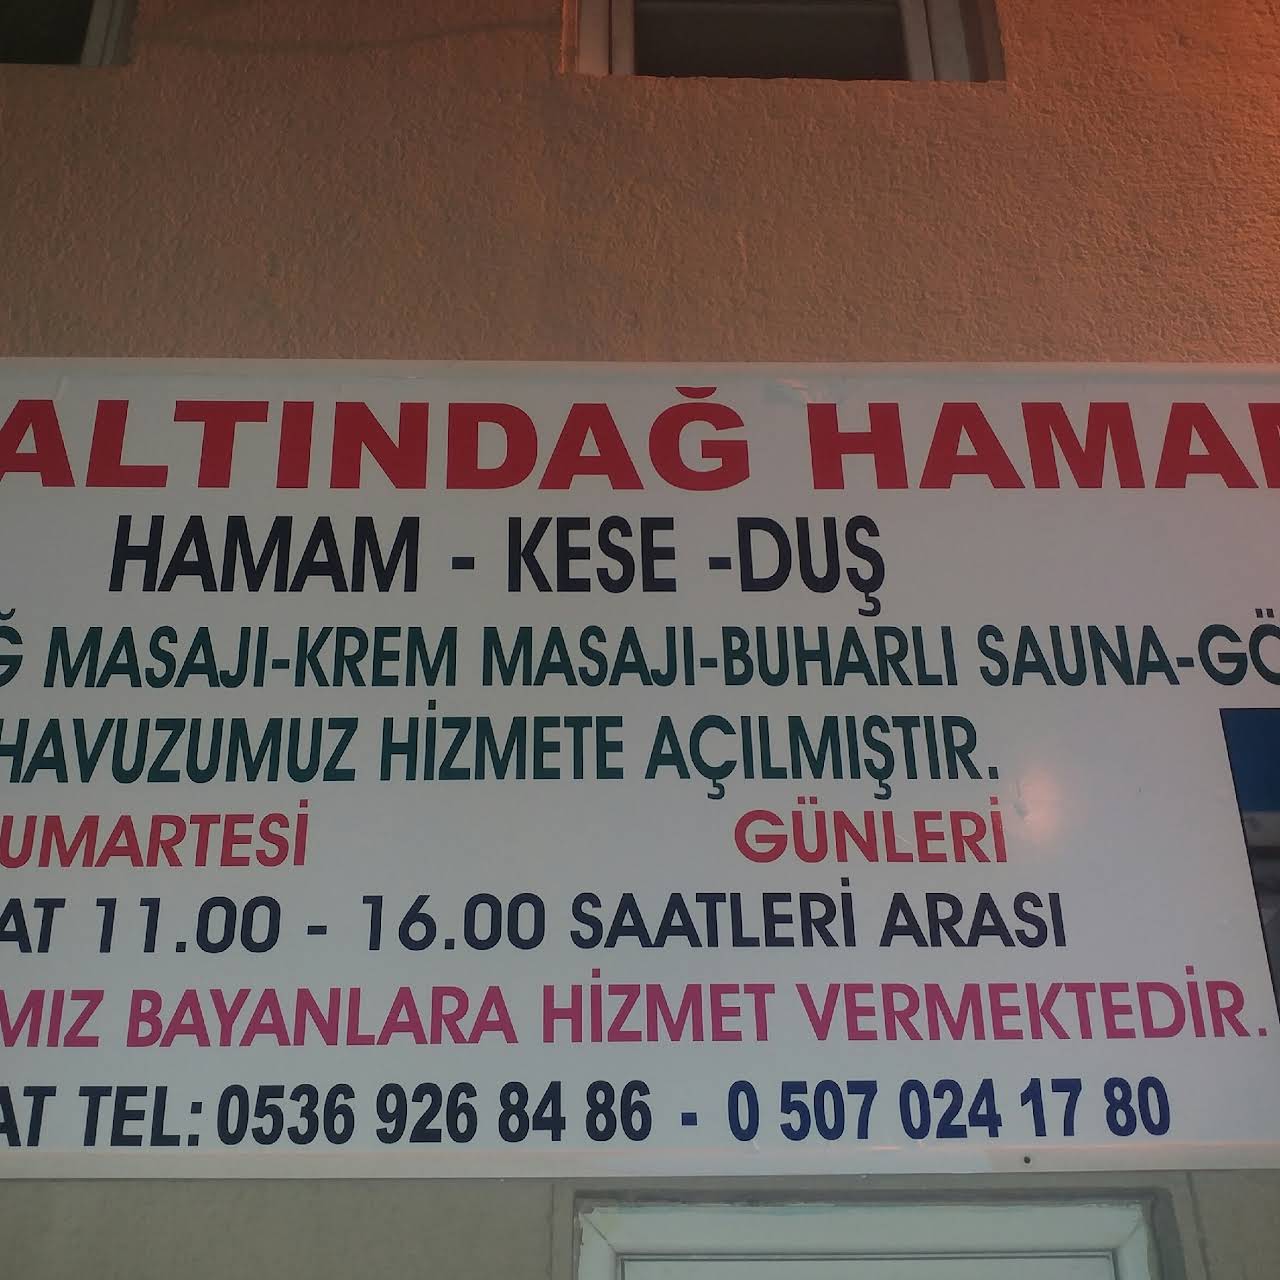 ALTINDAĞ HAMAM
HAMAM - KESE -DUŞ
Ğ MASAJI-KREM MASAJI-BUHARLI SAUNA-GÖ
HAVUZUMUZ HİZMETE AÇILMIŞTIR.
UMARTESİ GÜNLERİ
AT 11.00 - 16.00 SAATLERİ ARASI
MIZ BAYANLARA HİZMET VERMEKTEDİR.
AT TEL: 0536 926 84 86 - 0 507 024 17 80